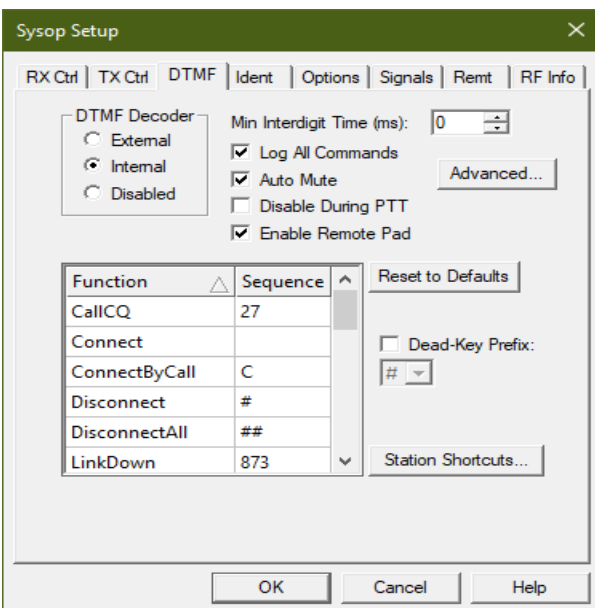 Sysop Setup
RX Ctrl TX Ctrl DTMF Ident Options Signals Remt RF Info
DTMF Decoder
External
Internal
Disabled
Min Interdigit Time (ms): 0
Log All Commands
Auto Mute
Disable During PTT
Enable Remote Pad
Advanced...
Function Sequence
CallCQ 27
Connect
ConnectByCall C
Disconnect #
DisconnectAll ##
LinkDown 873
Reset to Defaults
Dead-Key Prefix:
#
Station Shortcuts...
OK Cancel Help